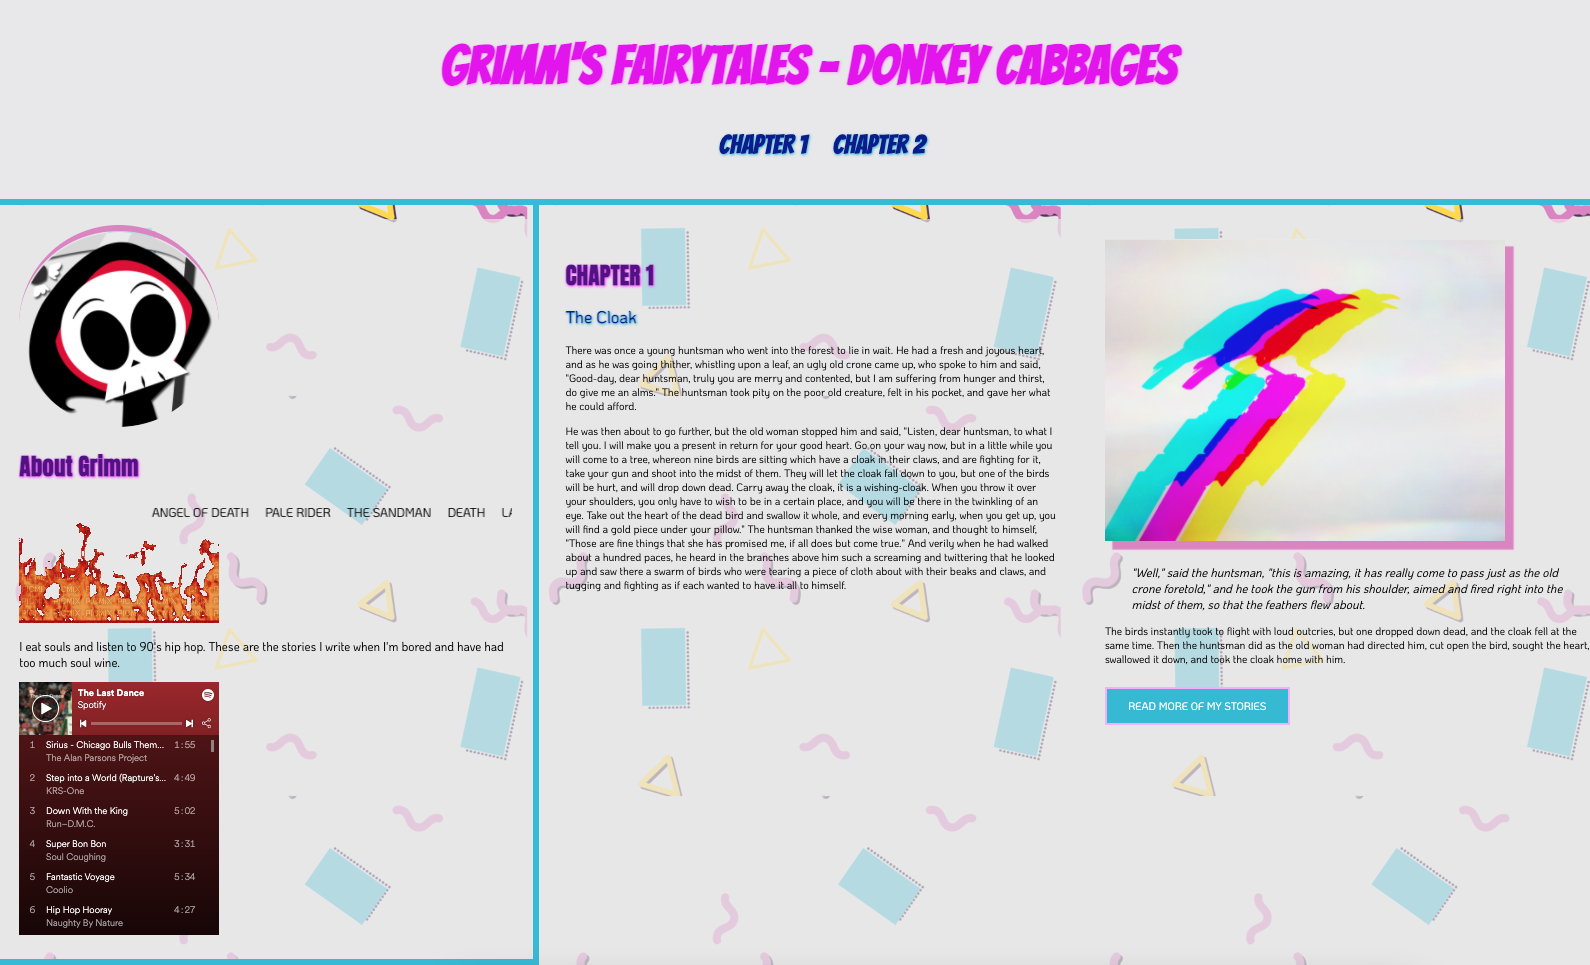 GRIMM'S FAIRYTALES - DONKEY CABBAGES
CHAPTER 1 CHAPTER 2
About Grimm
ANGEL OF DEATH PALE RIDER THE SANDMAN DEATH
I eat souls and listen to 90's hip hop. These are the stories I write when I'm bored and have had
too much soul wine.
The Last Dance
Spotify
1 Sirius - Chicago Bulls Them... 1:55
The Alan Parsons Project
2 Step into a World (Rapture's... 4:49
KRS-One
3 Down With the King 5:02
Run–D.M.C.
4 Super Bon Bon 3:31
Soul Coughing
5 Fantastic Voyage 5:34
Coolio
6 Hip Hop Hooray 4:27
Naughty By Nature
CHAPTER 1
The Cloak
There was once a young huntsman who went into the forest to lie in wait. He had a fresh and joyous heart,
and as he was going thither, whistling upon a leaf, an ugly old crone came up, who spoke to him and said,
"Good-day, dear huntsman, truly you are merry and contented, but I am suffering from hunger and thirst,
do give me an alms." The huntsman took pity on the poor old creature, felt in his pocket, and gave her what
he could afford.
He was then about to go further, but the old woman stopped him and said, "Listen, dear huntsman, to what I
tell you. I will make you a present in return for your good heart. Go on your way now, but in a little while you
will come to a tree, whereon nine birds are sitting which have a cloak in their claws, and are fighting for it,
take your gun and shoot into the midst of them. They will let the cloak fall down to you, but one of the birds
will be hurt, and will drop down dead. Carry away the cloak, it is a wishing-cloak. When you throw it over
your shoulders, you only have to wish to be in a certain place, and you will be there in the twinkling of an
eye. Take out the heart of the dead bird and swallow it whole, and every morning early, when you get up, you
will find a gold piece under your pillow." The huntsman thanked the wise woman, and thought to himself,
"Those are fine things that she has promised me, if all does but come true." And verily when he had walked
about a hundred paces, he heard in the branches above him such a screaming and twittering that he looked
up and saw there a swarm of birds who were tearing a piece of cloth about with their beaks and claws, and
tugging and fighting as if each wanted to have it all to himself.
"Well," said the huntsman, "this is amazing, it has really come to pass just as the old
crone foretold," and he took the gun from his shoulder, aimed and fired right into the
midst of them, so that the feathers flew about.
The birds instantly took to flight with loud outcries, but one dropped down dead, and the cloak fell at the
same time. Then the huntsman did as the old woman had directed him, cut open the bird, sought the heart,
swallowed it down, and took the cloak home with him.
READ MORE OF MY STORIES